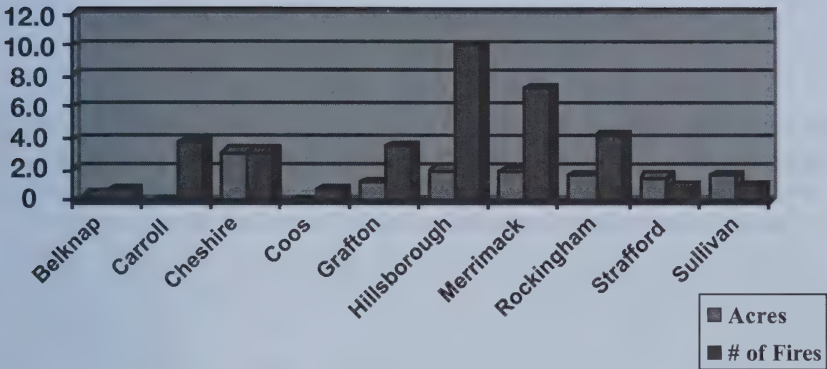 12.0
10.0
8.0
6.0
4.0
2.0
0
Belknap
Carroll
Cheshire
Coos
Grafton
Hillsborough
Merrimack
Rockingham
Strafford
Sullivan
Acres
# of Fires